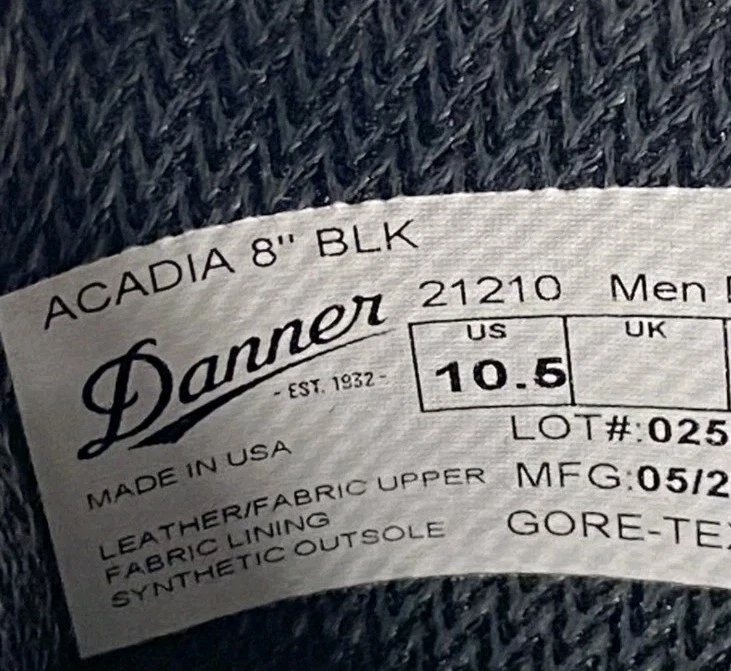 ACADIA 8" BLK
21210 Men
Danner
- EST. 1932 -
US UK
10.5
LOT#:025
MADE IN USA
MFG:05/2
LEATHER/FABRIC UPPER
FABRIC LINING
SYNTHETIC OUTSOLE
GORE-TEX